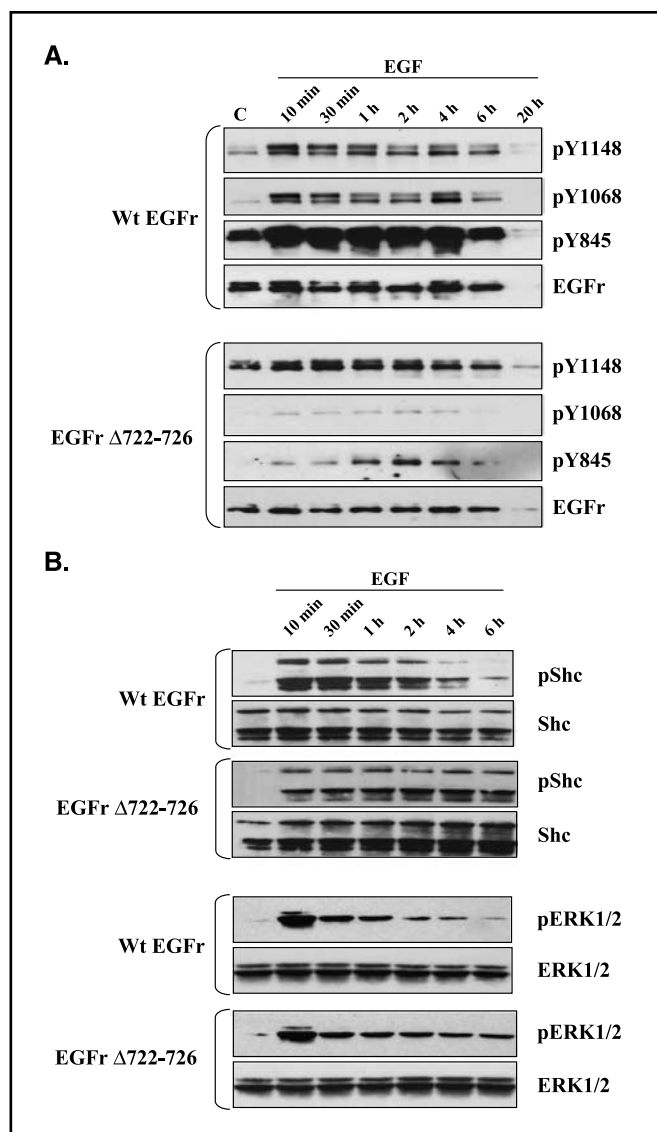 A.
EGF
C 10 min 30 min 1 h 2 h 4 h 6 h 20 h
pY1148
Wt EGFr
pY1068
pY845
EGFr
pY1148
EGFr Δ722-726
pY1068
pY845
EGFr
B.
EGF
10 min 30 min 1 h 2 h 4 h 6 h
Wt EGFr
pShc
Shc
EGFr Δ722-726
pShc
Shc
Wt EGFr
pERK1/2
ERK1/2
EGFr Δ722-726
pERK1/2
ERK1/2